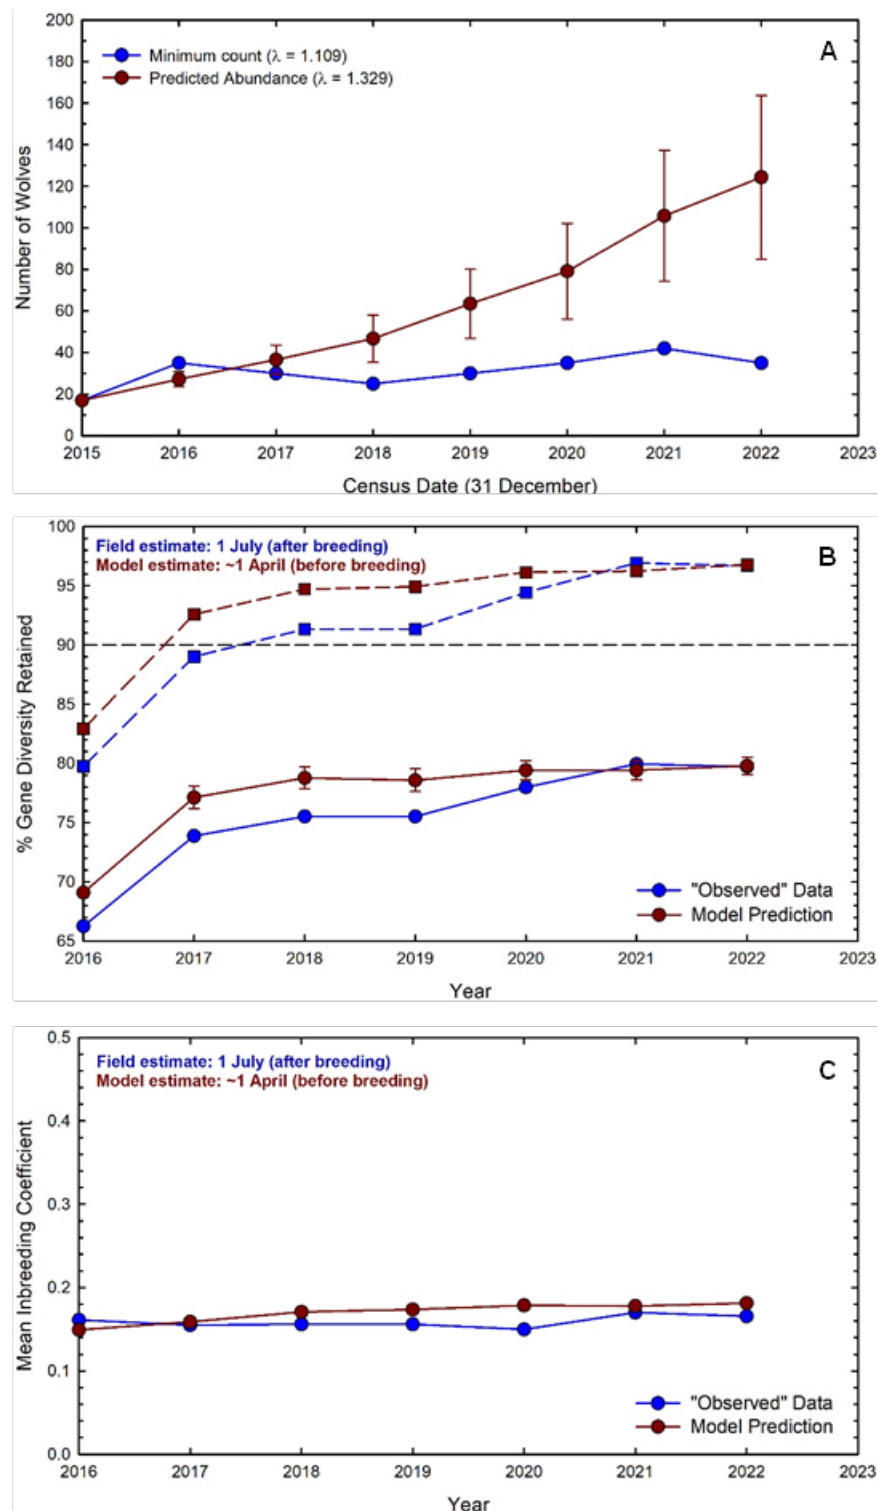 200
180
160
140
120
100
80
60
40
20
0
Number of Wolves
Minimum count (λ = 1.109)
Predicted Abundance (λ = 1.329)
A
2015 2016 2017 2018 2019 2020 2021 2022 2023
Census Date (31 December)
100
95
90
85
80
75
70
65
% Gene Diversity Retained
Field estimate: 1 July (after breeding)
Model estimate: ~1 April (before breeding)
B
"Observed" Data
Model Prediction
2016 2017 2018 2019 2020 2021 2022 2023
Year
0.5
0.4
0.3
0.2
0.1
0.0
Mean Inbreeding Coefficient
Field estimate: 1 July (after breeding)
Model estimate: ~1 April (before breeding)
C
"Observed" Data
Model Prediction
2016 2017 2018 2019 2020 2021 2022 2023
Year